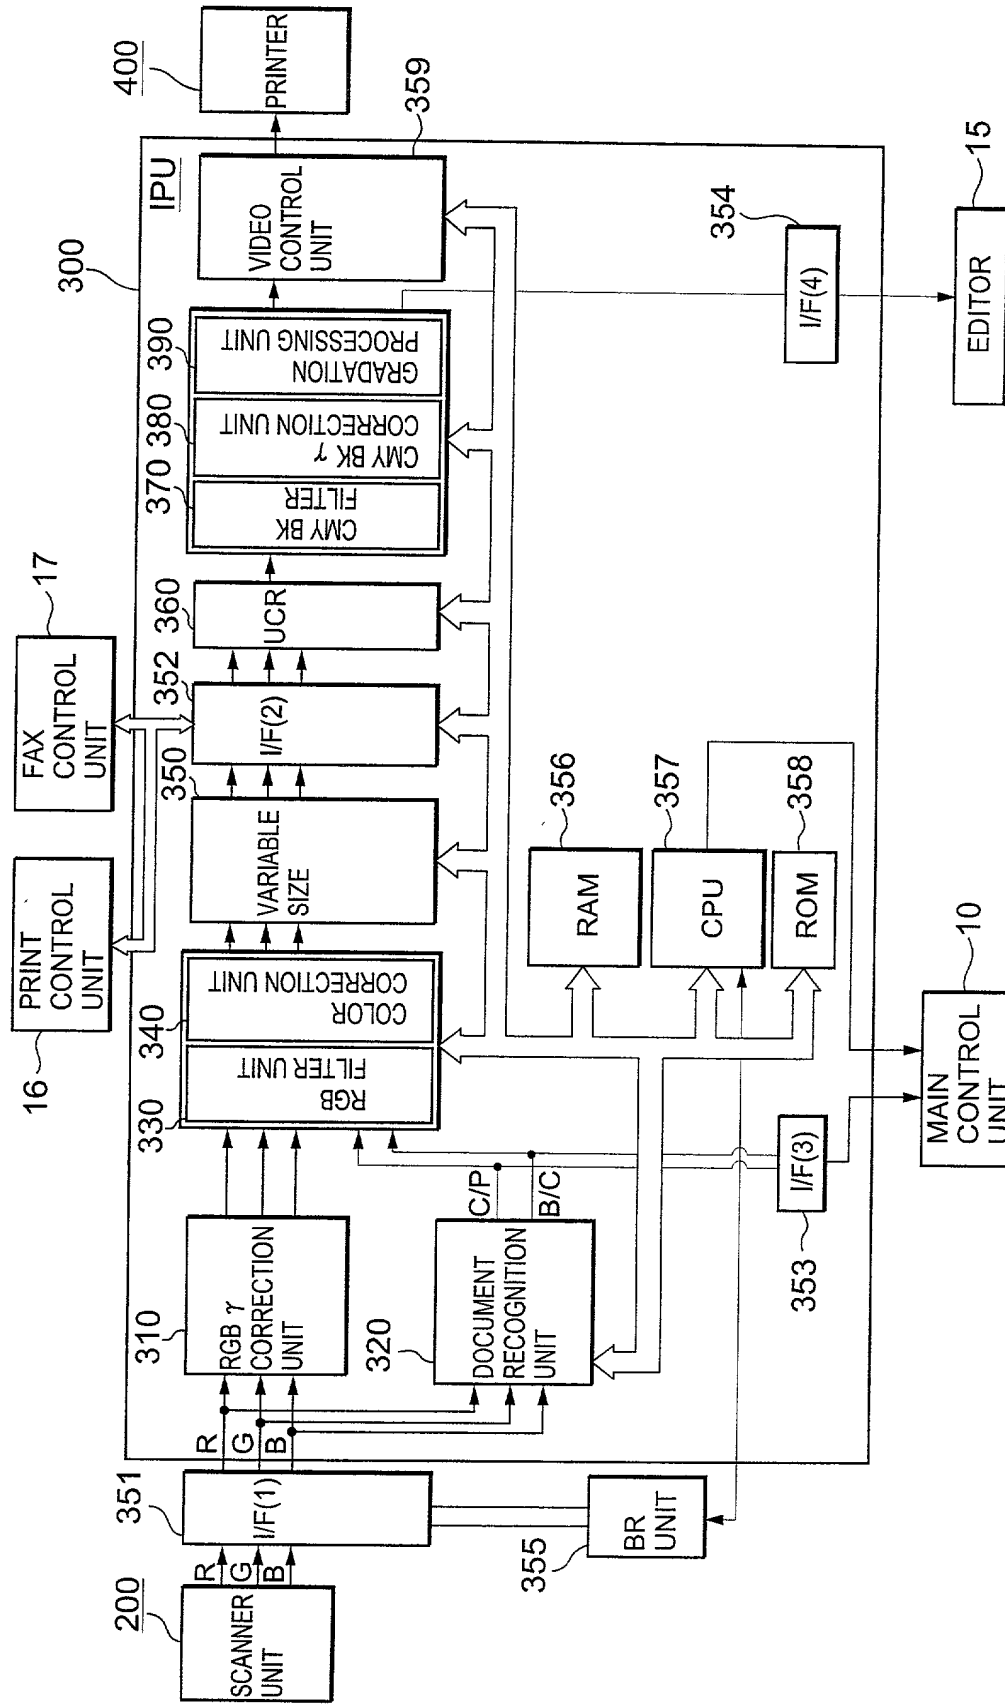 PRINT
CONTROL
UNIT
16
FAX
CONTROL
UNIT
17
300
IPU
400
PRINTER
200
SCANNER
UNIT
R
G
B
351
I/F(1)
R
G
B
310
RGB γ
CORRECTION
UNIT
330
RGB
FILTER UNIT
340
COLOR
CORRECTION UNIT
350
VARIABLE
SIZE
352
I/F(2)
360
UCR
370
CMY BK
FILTER
380
CMY BK γ
CORRECTION UNIT
390
GRADATION
PROCESSING UNIT
VIDEO
CONTROL
UNIT
359
320
DOCUMENT
RECOGNITION
UNIT
C/P
B/C
355
BR
UNIT
353
I/F(3)
RAM
356
CPU
357
ROM
358
I/F(4)
354
MAIN
CONTROL
UNIT
10
EDITOR
15